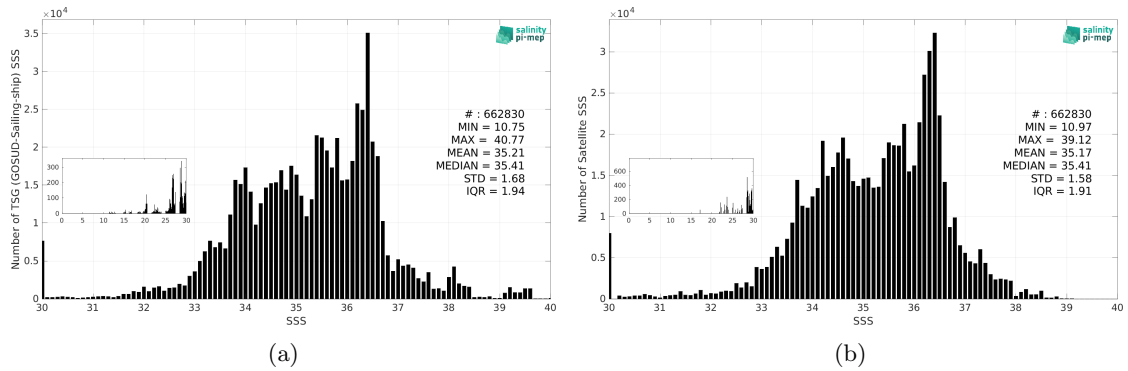 ×10⁴
3.5
3
2.5
2
1.5
1
0.5
0
Number of TSG (GOSUD-Sailing-ship) SSS
salinity
pi-mep
# : 662830
MIN = 10.75
MAX = 40.77
MEAN = 35.21
MEDIAN = 35.41
STD = 1.68
IQR = 1.94
300
200
100
0
0 5 10 15 20 25 30
30 31 32 33 34 35 36 37 38 39 40
SSS
(a)
×10⁴
3
2.5
2
1.5
1
0.5
0
Number of Satellite SSS
salinity
pi-mep
# : 662830
MIN = 10.97
MAX = 39.12
MEAN = 35.17
MEDIAN = 35.41
STD = 1.58
IQR = 1.91
600
400
200
0
0 5 10 15 20 25 30
30 31 32 33 34 35 36 37 38 39 40
SSS
(b)